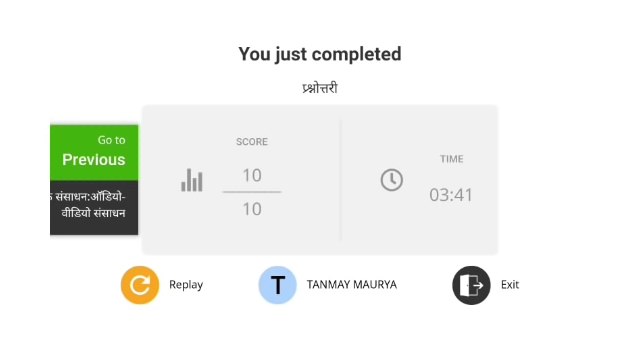 You just completed
प्रश्नोत्तरी
Go to
Previous
संसाधन:ऑडियो-
वीडियो संसाधन
SCORE
10
10
TIME
03:41
Replay
T
TANMAY MAURYA
Exit